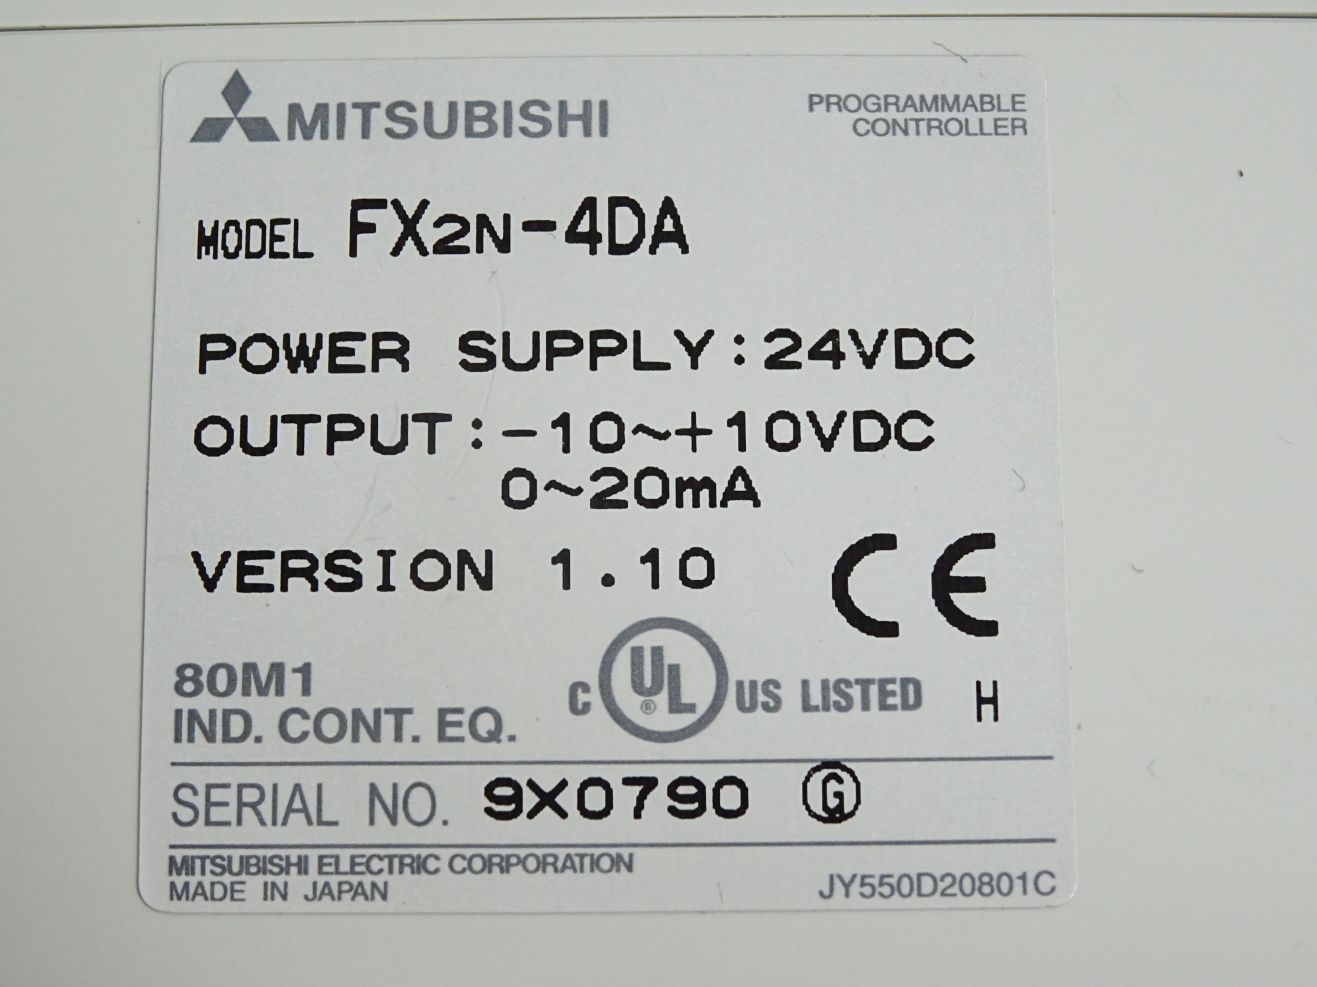 MITSUBISHI
PROGRAMMABLE
CONTROLLER
MODEL FX2N-4DA
POWER SUPPLY:24VDC
OUTPUT:-10~+10VDC
0~20mA
VERSION 1.10
CE
80M1
IND. CONT. EQ.
C UL® US LISTED H
SERIAL NO. 9X0790 G
MITSUBISHI ELECTRIC CORPORATION
MADE IN JAPAN
JY550D20801C